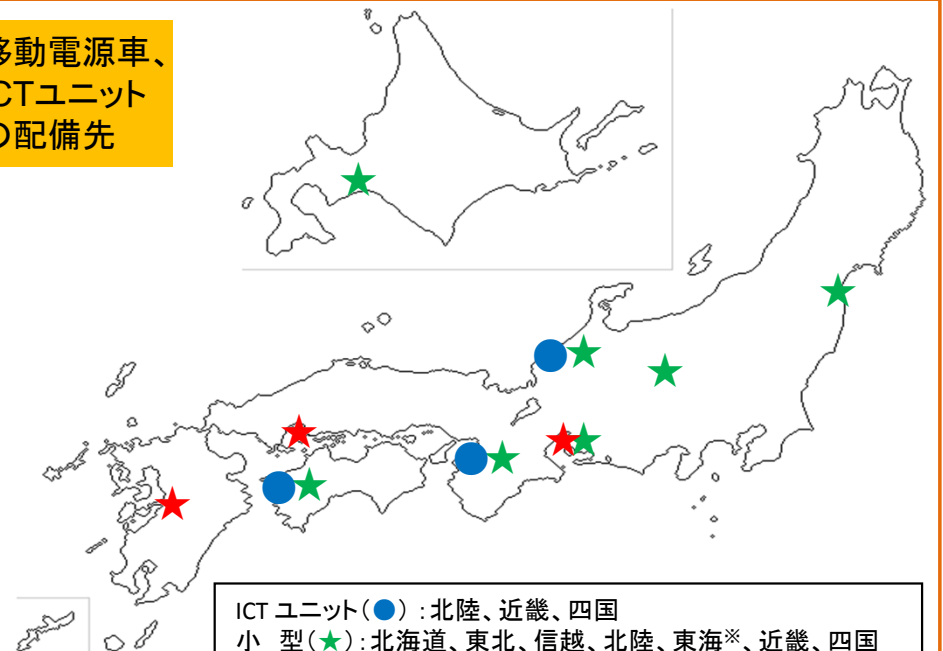 移動電源車、
ICTユニット
の配備先
ICT ユニット(●):北陸、近畿、四国
小 型(★):北海道、東北、信越、北陸、東海※、近畿、四国